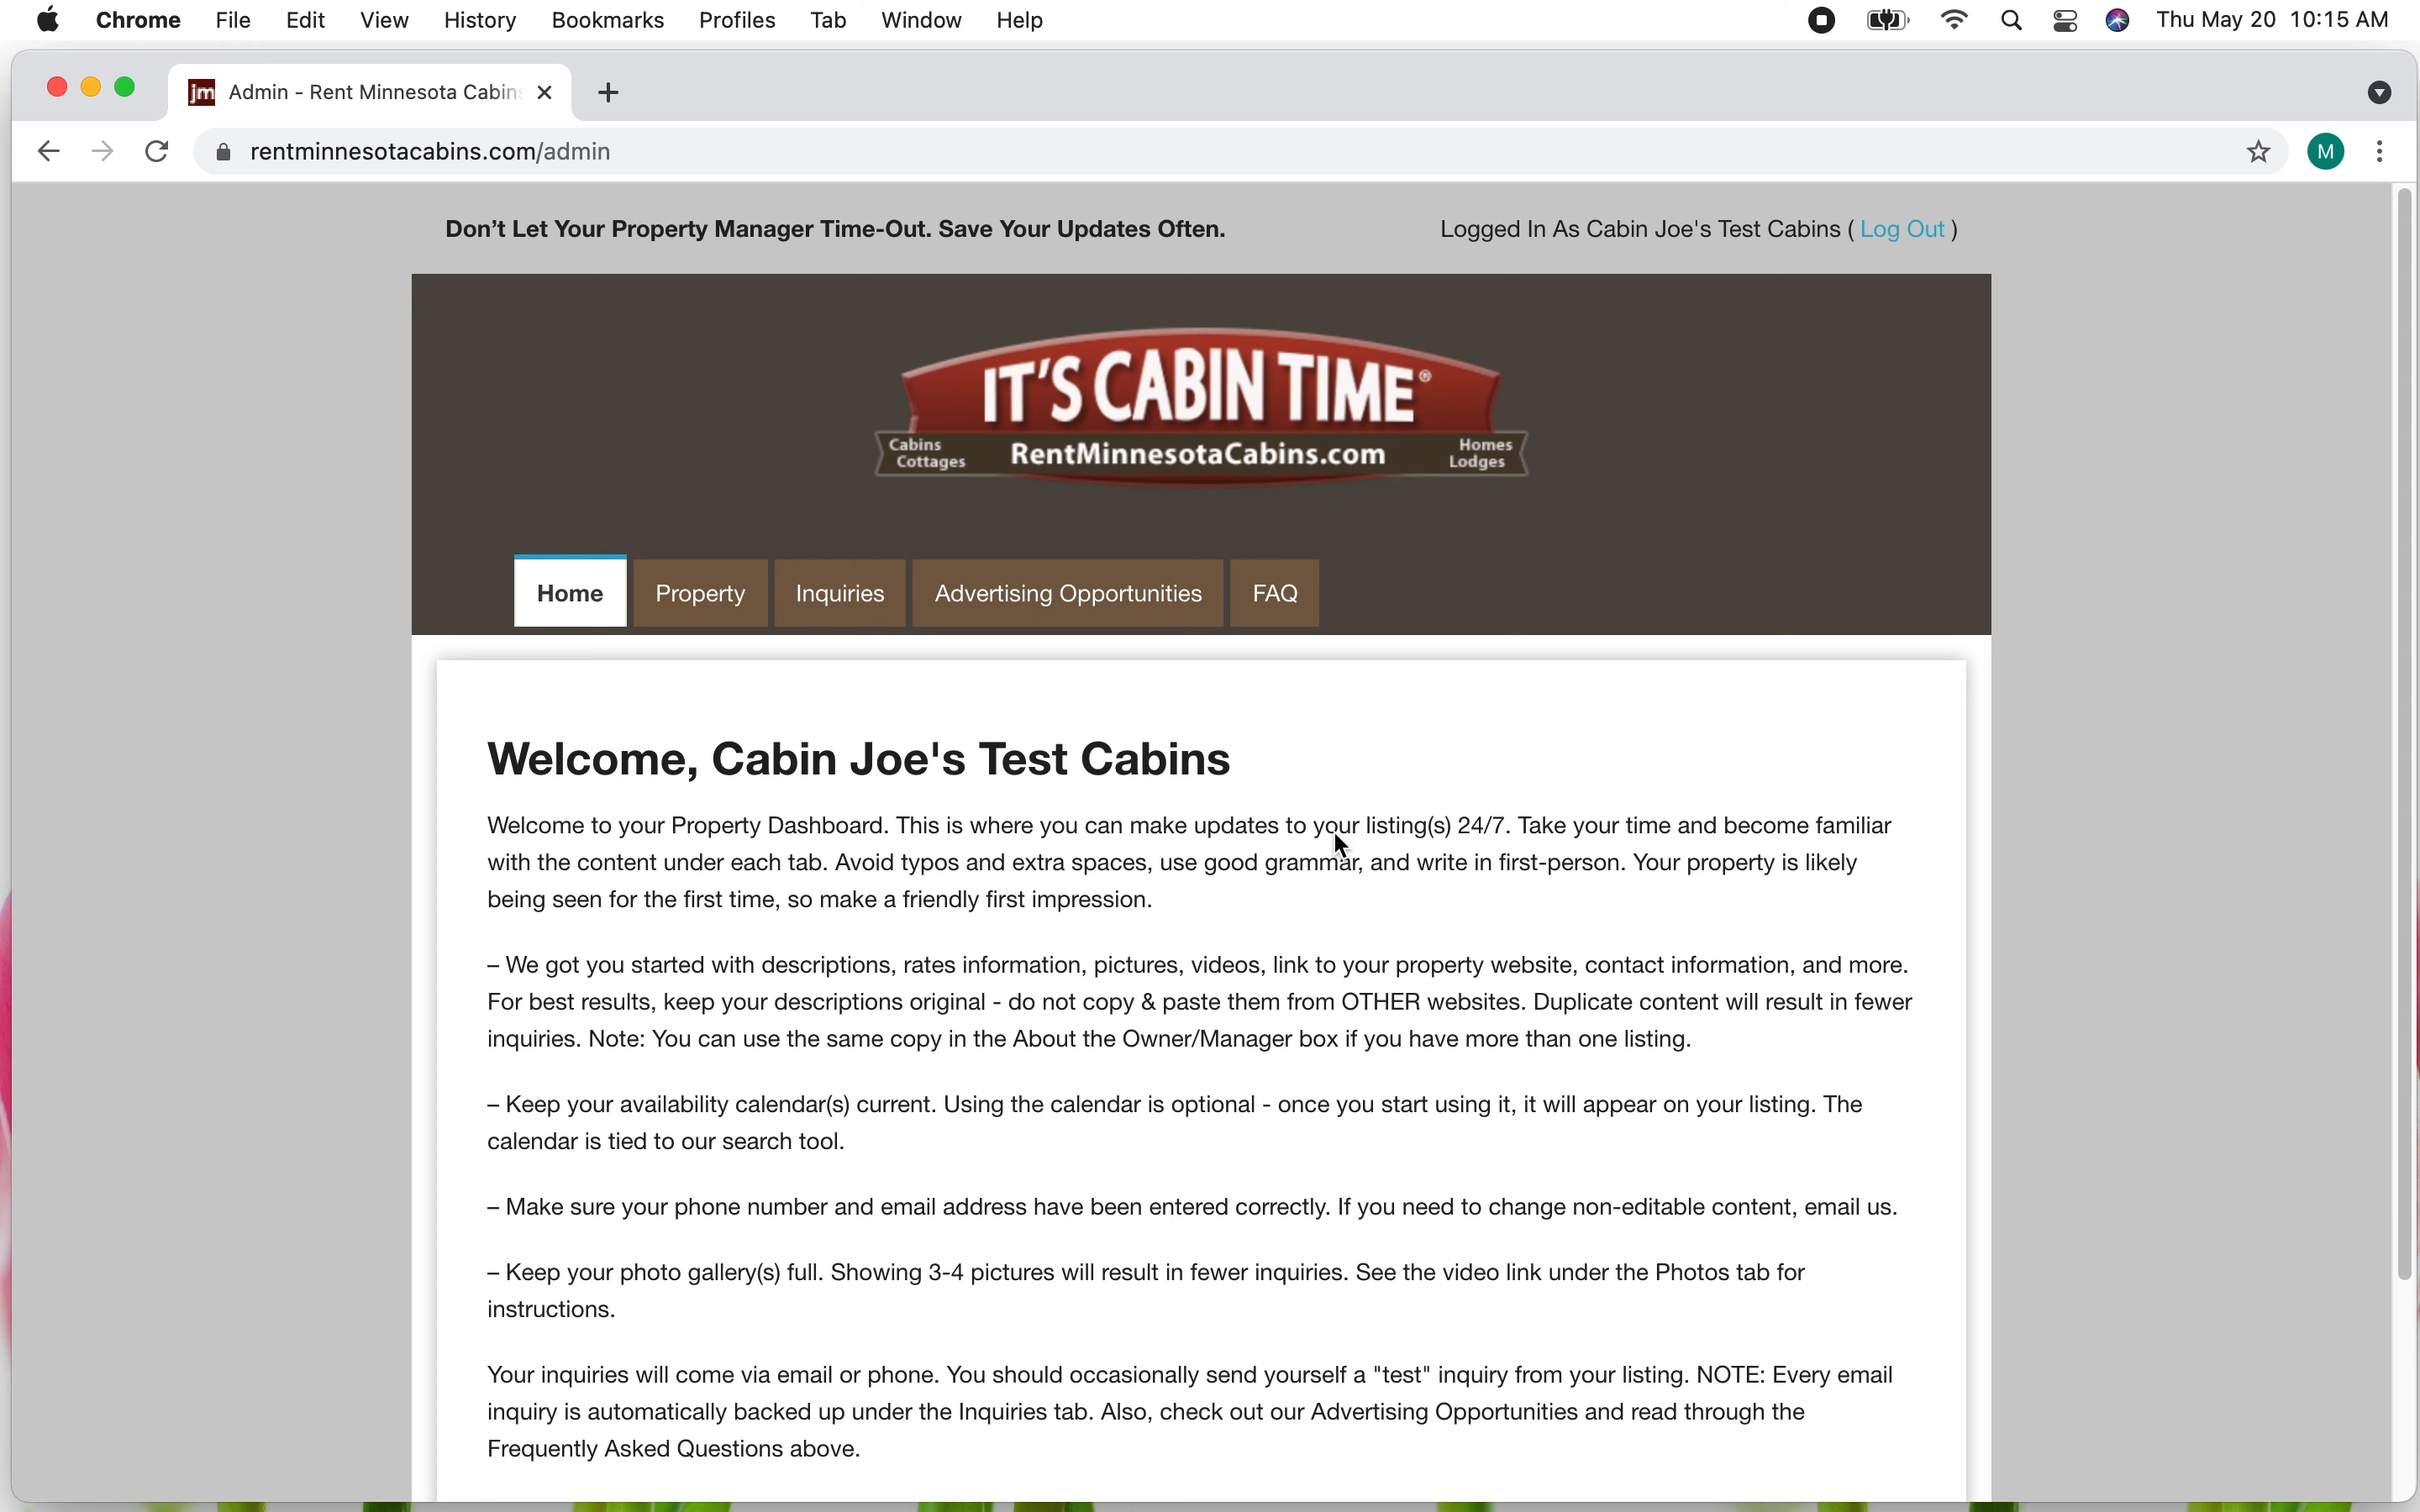 Chrome File Edit View History Bookmarks Profiles Tab Window Help Thu May 20 10:15 AM
jm Admin - Rent Minnesota Cabins
rentminnesotacabins.com/admin M
Don’t Let Your Property Manager Time-Out. Save Your Updates Often. Logged In As Cabin Joe's Test Cabins ( Log Out )
IT'S CABIN TIME®
Cabins Cottages RentMinnesotaCabins.com Homes Lodges
Home Property Inquiries Advertising Opportunities FAQ
Welcome, Cabin Joe's Test Cabins
Welcome to your Property Dashboard. This is where you can make updates to your listing(s) 24/7. Take your time and become familiar
with the content under each tab. Avoid typos and extra spaces, use good grammar, and write in first-person. Your property is likely
being seen for the first time, so make a friendly first impression.
– We got you started with descriptions, rates information, pictures, videos, link to your property website, contact information, and more.
For best results, keep your descriptions original - do not copy & paste them from OTHER websites. Duplicate content will result in fewer
inquiries. Note: You can use the same copy in the About the Owner/Manager box if you have more than one listing.
– Keep your availability calendar(s) current. Using the calendar is optional - once you start using it, it will appear on your listing. The
calendar is tied to our search tool.
– Make sure your phone number and email address have been entered correctly. If you need to change non-editable content, email us.
– Keep your photo gallery(s) full. Showing 3-4 pictures will result in fewer inquiries. See the video link under the Photos tab for
instructions.
Your inquiries will come via email or phone. You should occasionally send yourself a "test" inquiry from your listing. NOTE: Every email
inquiry is automatically backed up under the Inquiries tab. Also, check out our Advertising Opportunities and read through the
Frequently Asked Questions above.